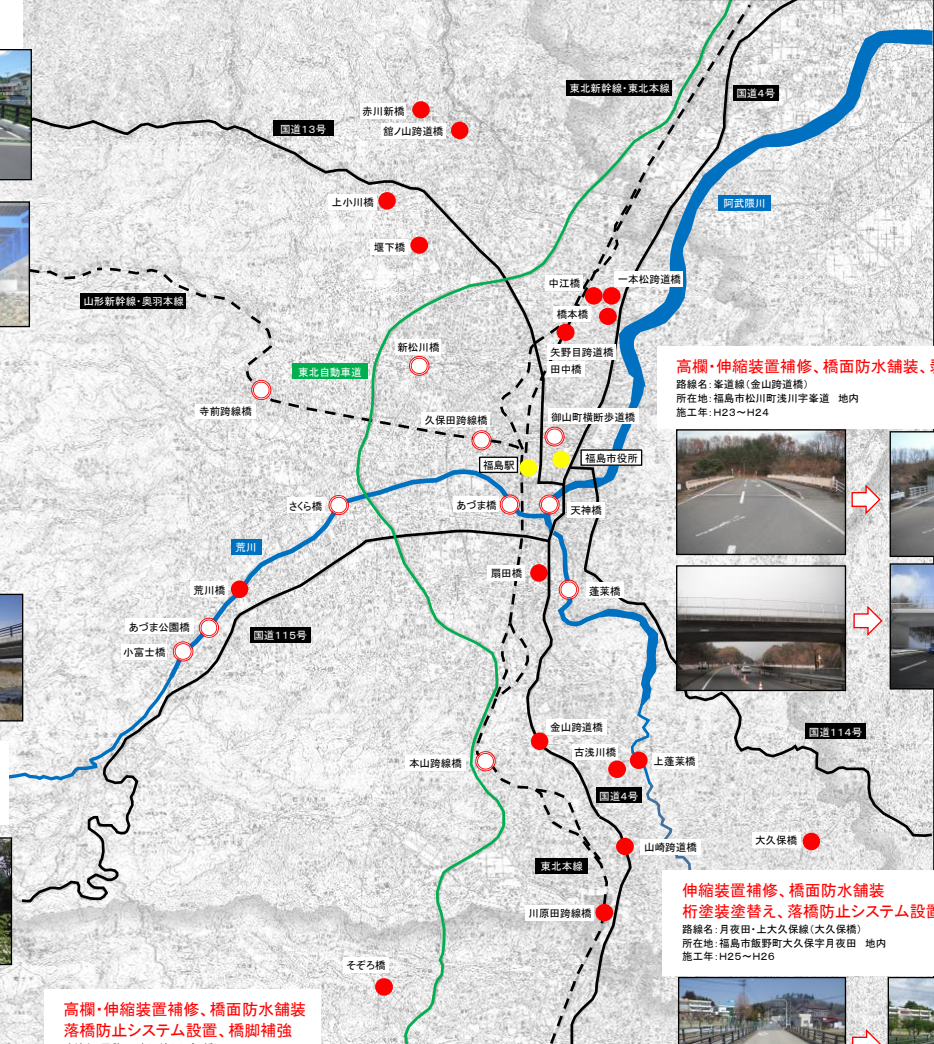 東北新幹線・東北本線
国道4号
赤川新橋
国道13号
舘ノ山跨道橋
上小川橋
阿武隈川
堰下橋
中江橋
一本松跨道橋
山形新幹線・奥羽本線
橋本橋
新松川橋
矢野目跨道橋
田中橋
東北自動車道
高欄・伸縮装置補修、橋面防水舗装、
路線名：峯道線(金山跨道橋)
所在地：福島市松川町浅川字峯道 地内
施工年：H23～H24
寺前跨線橋
久保田跨線橋
御山町横断歩道橋
福島駅
福島市役所
さくら橋
あづま橋
天神橋
荒川
扇田橋
荒川橋
蓬莱橋
あづま公園橋
国道115号
小富士橋
金山跨道橋
国道114号
古浅川橋
本山跨線橋
上蓬莱橋
国道4号
大久保橋
山崎跨道橋
東北本線
伸縮装置補修、橋面防水舗装
桁塗装塗替え、落橋防止システム設置
路線名：月夜田・上大久保線(大久保橋)
所在地：福島市飯野町大久保字月夜田 地内
施工年：H25～H26
川原田跨線橋
そぞろ橋
高欄・伸縮装置補修、橋面防水舗装
落橋防止システム設置、橋脚補強